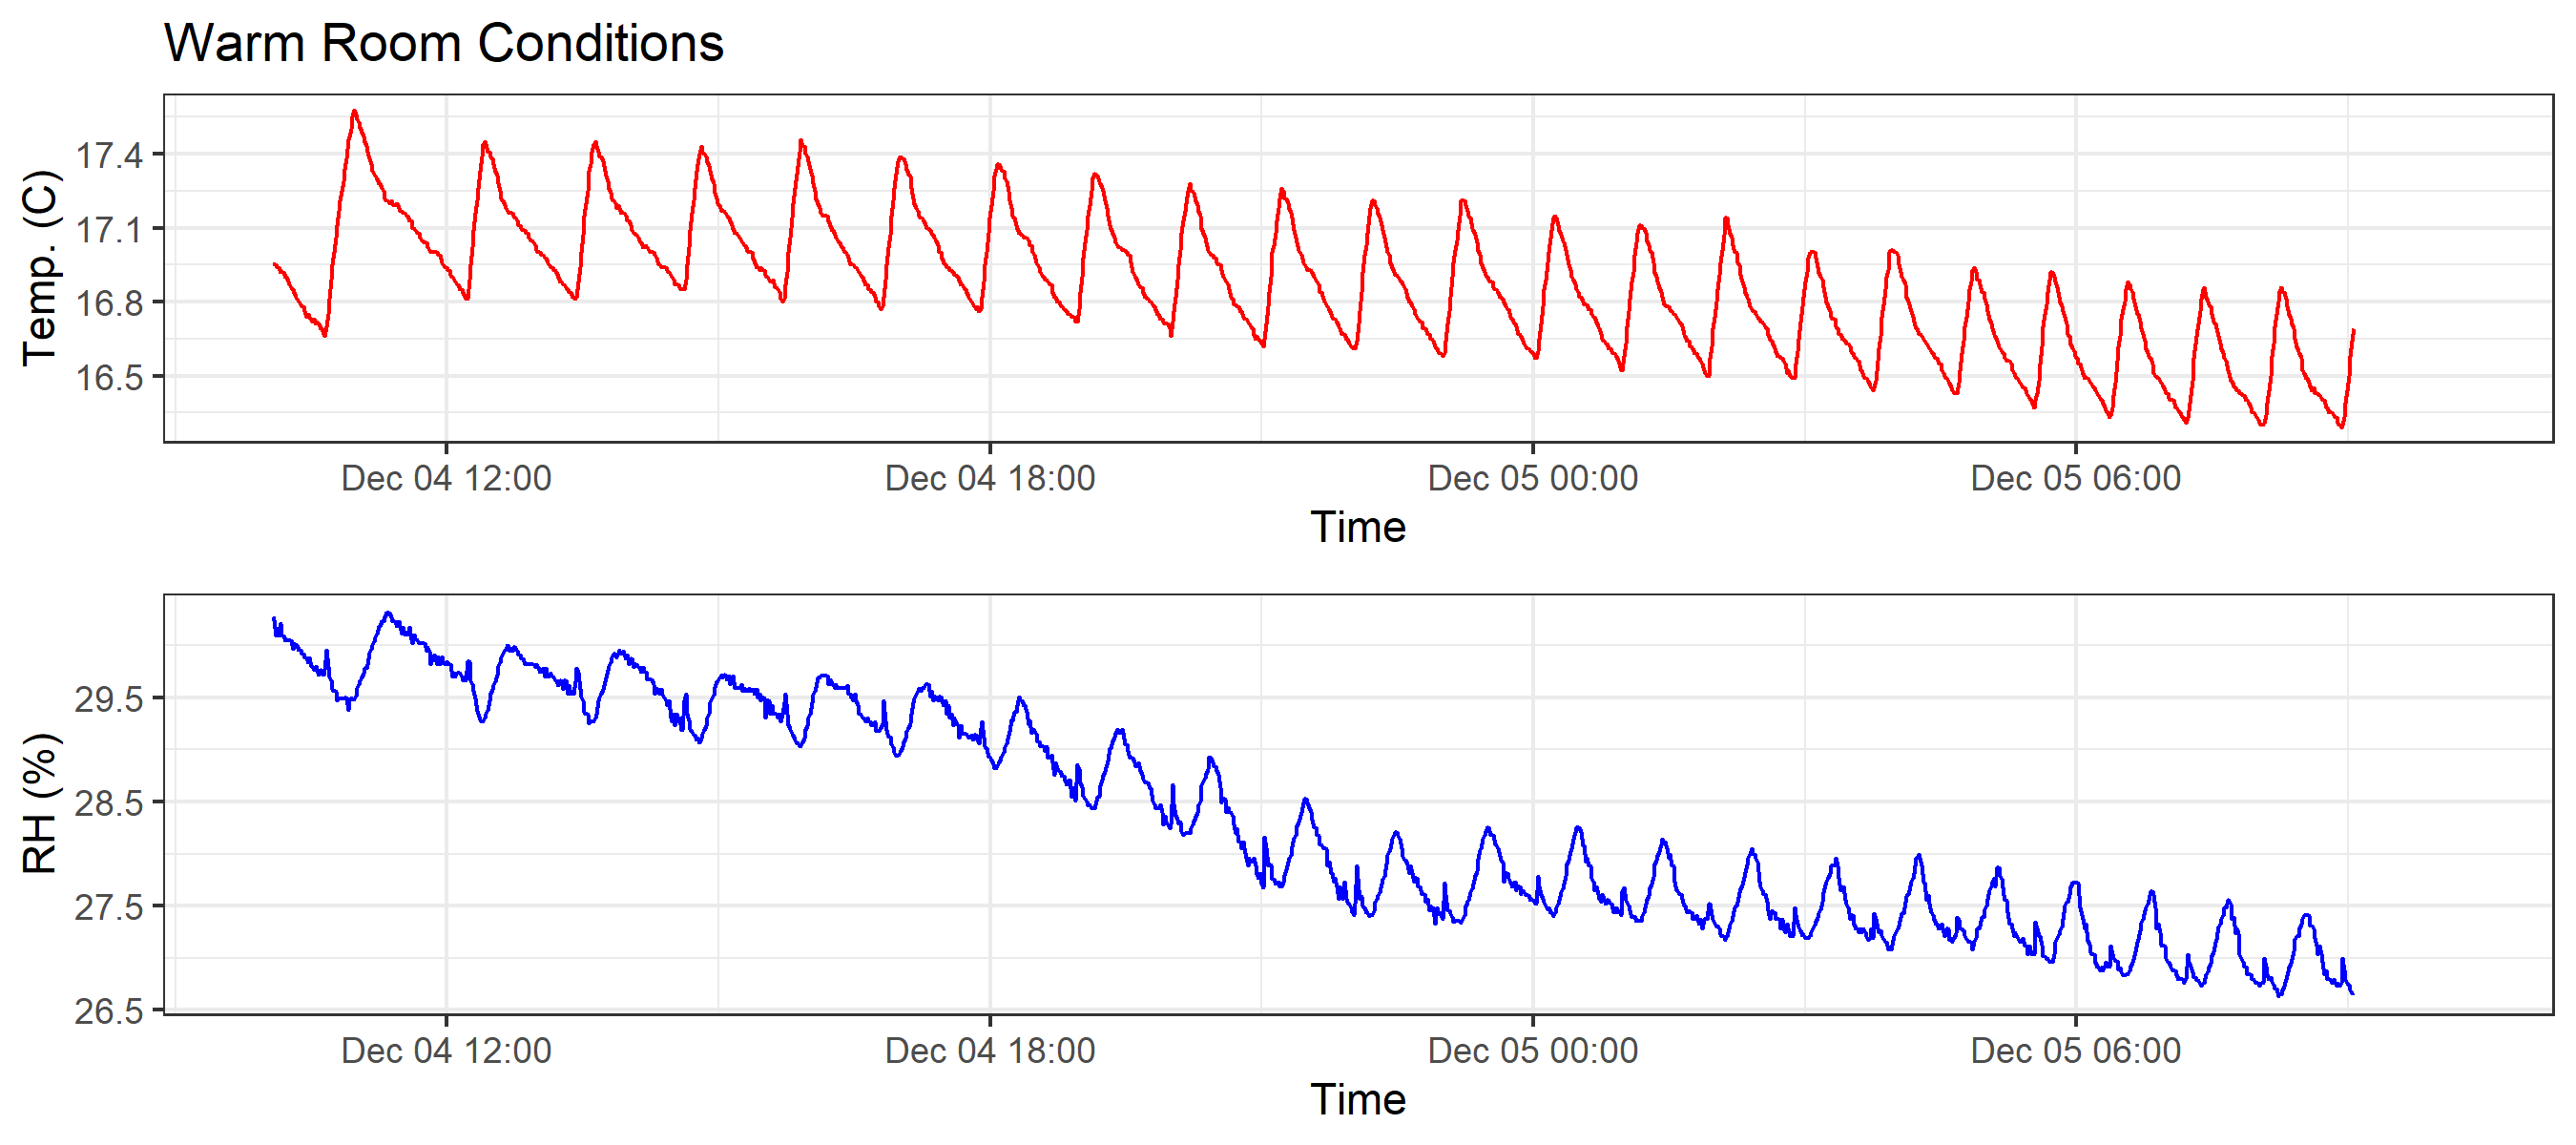 Warm Room Conditions
Temp. (C)
17.4
17.1
16.8
16.5
Dec 04 12:00 Dec 04 18:00 Dec 05 00:00 Dec 05 06:00
Time
RH (%)
29.5
28.5
27.5
26.5
Dec 04 12:00 Dec 04 18:00 Dec 05 00:00 Dec 05 06:00
Time